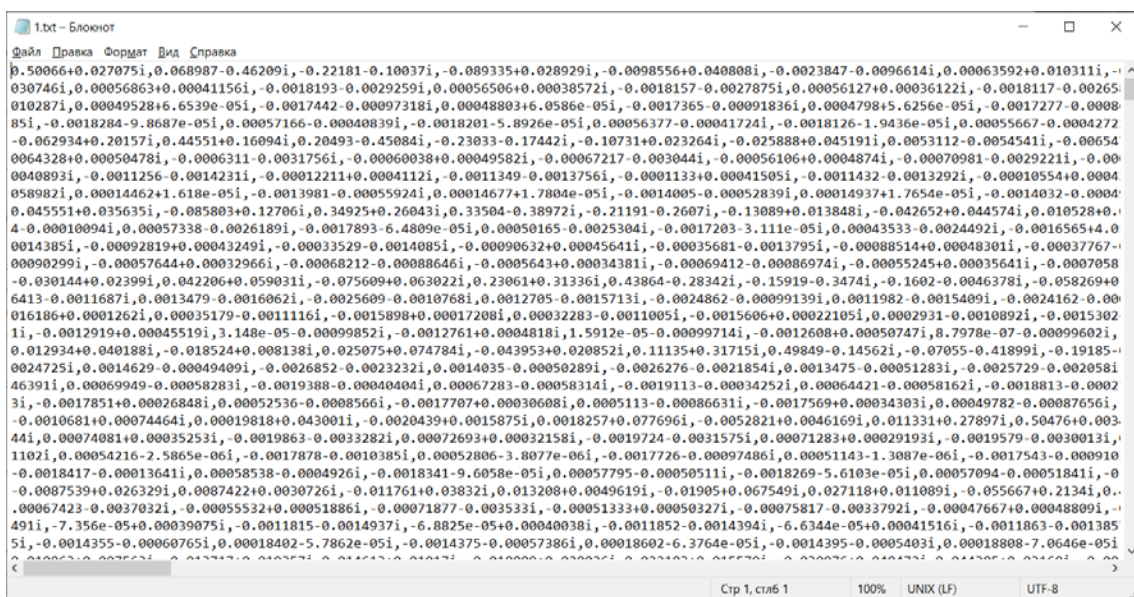 1.txt – Блокнот
Файл Правка Формат Вид Справка
0.50066+0.027075i,0.068987-0.46209i,-0.22181-0.10037i,-0.089335+0.028929i,-0.0098556+0.040808i,-0.0023847-0.0096614i,0.00063592+0.010311i,-
030746i,0.00056863+0.00041156i,-0.0018193-0.0029259i,0.00056506+0.00038572i,-0.0018157-0.0027875i,0.00056127+0.00036122i,-0.0018117-0.00265
010287i,0.00049528+6.6539e-05i,-0.0017442-0.00097318i,0.00048803+6.0586e-05i,-0.0017365-0.00091836i,0.0004798+5.6256e-05i,-0.0017277-0.0008
85i,-0.0018284-9.8687e-05i,0.00057166-0.00040839i,-0.0018201-5.8926e-05i,0.00056377-0.00041724i,-0.0018126-1.9436e-05i,0.00055667-0.0004272
-0.062934+0.20157i,0.44551+0.16094i,0.20493-0.45084i,-0.23033-0.17442i,-0.10731+0.023264i,-0.025888+0.045191i,0.0053112-0.0054541i,-0.00654
0064328+0.00050478i,-0.0006311-0.0031756i,-0.00060038+0.00049582i,-0.00067217-0.003044i,-0.00056106+0.0004874i,-0.00070981-0.0029221i,-0.00
0040893i,-0.0011256-0.0014231i,-0.00012211+0.0004112i,-0.0011349-0.0013756i,-0.0001133+0.00041505i,-0.0011432-0.0013292i,-0.00010554+0.0004
058982i,0.00014462+1.618e-05i,-0.0013981-0.00055924i,0.00014677+1.7804e-05i,-0.0014005-0.00052839i,0.00014937+1.7654e-05i,-0.0014032-0.0004
0.045551+0.035635i,-0.085803+0.12706i,0.34925+0.26043i,0.33504-0.38972i,-0.21191-0.2607i,-0.13089+0.013848i,-0.042652+0.044574i,0.010528+0.
4-0.00010094i,0.00057338-0.0026189i,-0.0017893-6.4809e-05i,0.00050165-0.0025304i,-0.0017203-3.111e-05i,0.00043533-0.0024492i,-0.0016565+4.0
0014385i,-0.00092819+0.00043249i,-0.00033529-0.0014085i,-0.00090632+0.00045641i,-0.00035681-0.0013795i,-0.00088514+0.00048301i,-0.00037767-
00090299i,-0.00057644+0.00032966i,-0.00068212-0.00088646i,-0.0005643+0.00034381i,-0.00069412-0.00086974i,-0.00055245+0.00035641i,-0.0007058
-0.030144+0.02399i,0.042206+0.059031i,-0.075609+0.063022i,0.23061+0.31336i,0.43864-0.28342i,-0.15919-0.3474i,-0.1602-0.0046378i,-0.058269+0
6413-0.0011687i,0.0013479-0.0016062i,-0.0025609-0.0010768i,0.0012705-0.0015713i,-0.0024862-0.00099139i,0.0011982-0.0015409i,-0.0024162-0.00
016186+0.0001262i,0.00035179-0.0011116i,-0.0015898+0.00017208i,0.00032283-0.0011005i,-0.0015606+0.00022105i,0.0002931-0.0010892i,-0.0015302
1i,-0.0012919+0.00045519i,3.148e-05-0.00099852i,-0.0012761+0.0004818i,1.5912e-05-0.00099714i,-0.0012608+0.00050747i,8.7978e-07-0.00099602i,
0.012934+0.040188i,-0.018524+0.008138i,0.025075+0.074784i,-0.043953+0.020852i,0.11135+0.31715i,0.49849-0.14562i,-0.07055-0.41899i,-0.19185-
0024725i,0.0014629-0.00049409i,-0.0026852-0.0023232i,0.0014035-0.00050289i,-0.0026276-0.0021854i,0.0013475-0.00051283i,-0.0025729-0.0020581
46391i,0.00069949-0.00058283i,-0.0019388-0.00040404i,0.00067283-0.00058314i,-0.0019113-0.00034252i,0.00064421-0.00058162i,-0.0018813-0.0002
3i,-0.0017851+0.00026848i,0.00052536-0.0008566i,-0.0017707+0.00030608i,0.0005113-0.00086631i,-0.0017569+0.00034303i,0.00049782-0.00087656i,
-0.0010681+0.00074464i,0.00019818+0.043001i,-0.0020439+0.0015875i,0.0018257+0.077696i,-0.0052821+0.0046169i,0.011331+0.27897i,0.50476+0.003
44i,0.00074081+0.00035253i,-0.0019863-0.0033282i,0.00072693+0.00032158i,-0.0019724-0.0031575i,0.00071283+0.00029193i,-0.0019579-0.0030013i,
1102i,0.00054216-2.5865e-06i,-0.0017878-0.0010385i,0.00052806-3.8077e-06i,-0.0017726-0.00097486i,0.00051143-1.3087e-06i,-0.0017543-0.000910
-0.0018417-0.00013641i,0.00058538-0.0004926i,-0.0018341-9.6058e-05i,0.00057795-0.00050511i,-0.0018269-5.6103e-05i,0.00057094-0.00051841i,-0
-0.0087539+0.026329i,0.0087422+0.0030726i,-0.011761+0.03832i,0.013208+0.0049619i,-0.01905+0.067549i,0.027118+0.011089i,-0.055667+0.2134i,0.
.00067423-0.0037032i,-0.00055532+0.00051886i,-0.00071877-0.003533i,-0.00051333+0.00050327i,-0.00075817-0.0033792i,-0.00047667+0.00048809i,-
491i,-7.356e-05+0.00039075i,-0.0011815-0.0014937i,-6.8825e-05+0.00040038i,-0.0011852-0.0014394i,-6.6344e-05+0.00041516i,-0.0011863-0.001385
5i,-0.0014355-0.00060765i,0.00018402-5.7862e-05i,-0.0014375-0.00057386i,0.00018602-6.3764e-05i,-0.0014395-0.0005403i,0.00018808-7.0646e-05i
Стр 1, стлб 1 100% UNIX (LF) UTF-8